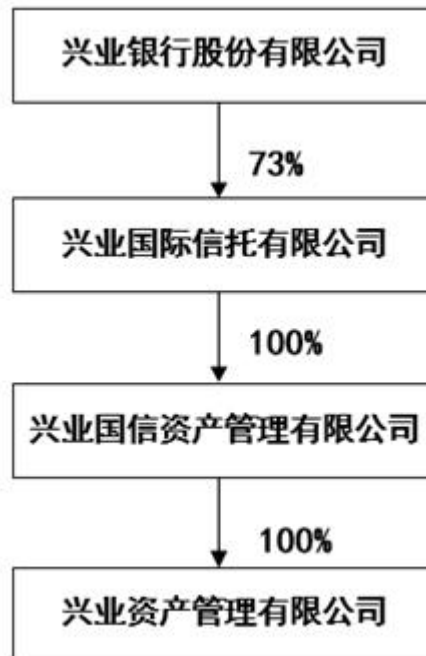 兴业银行股份有限公司
73%
兴业国际信托有限公司
100%
兴业国信资产管理有限公司
100%
兴业资产管理有限公司